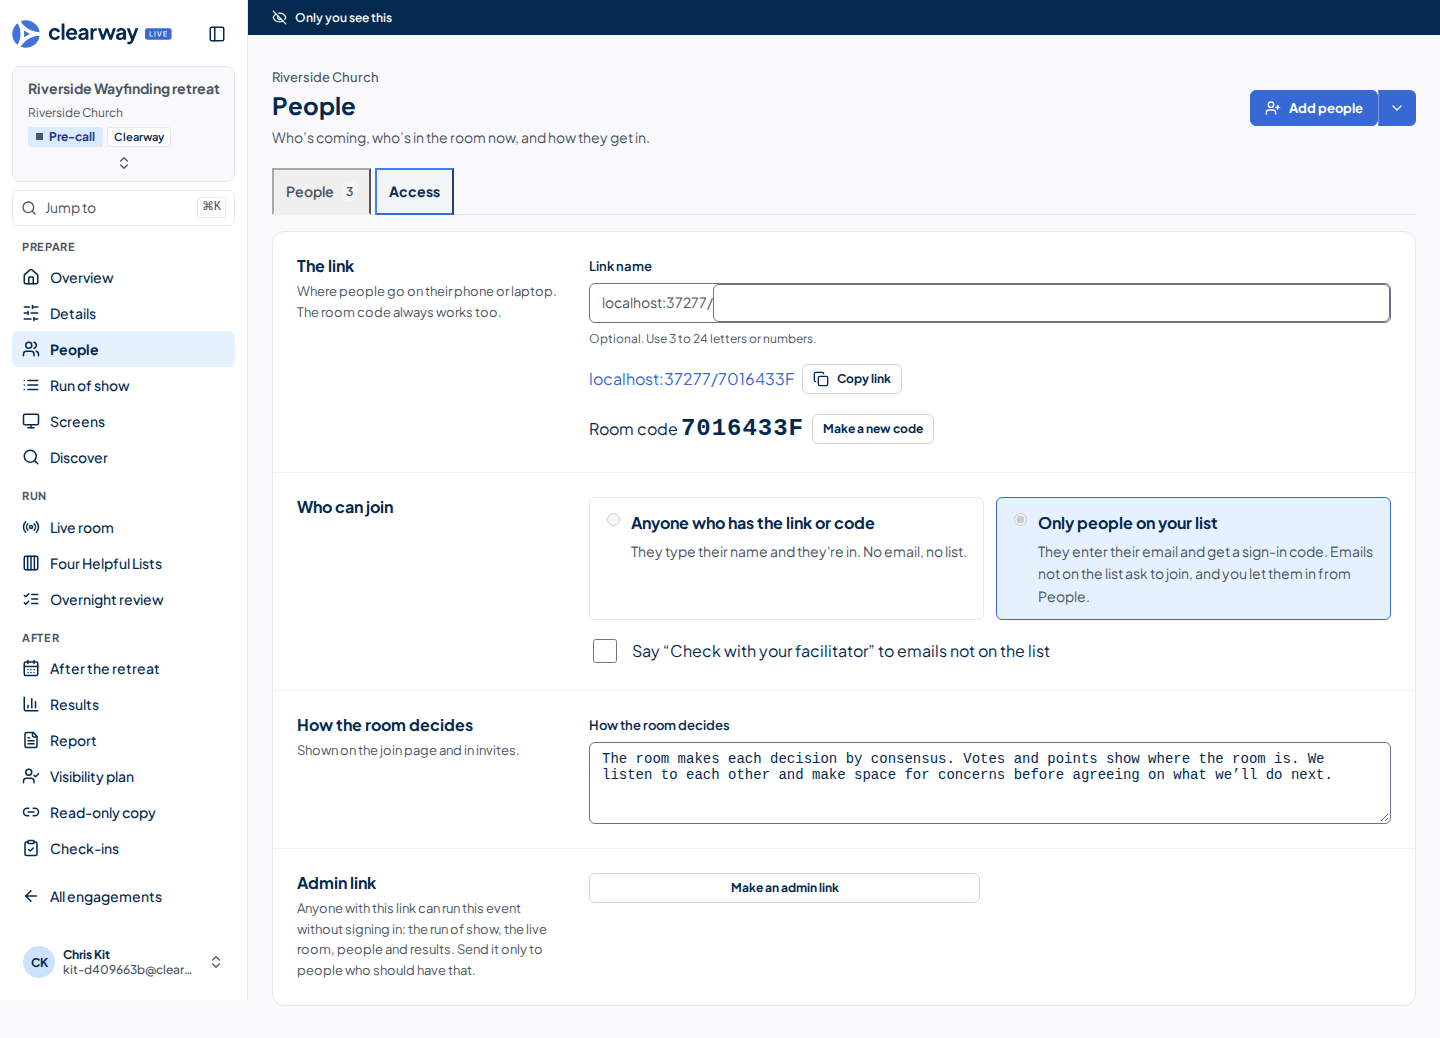 clearway LIVE
Only you see this
Riverside Wayfinding retreat
Riverside Church
Pre-call Clearway
Jump to ⌘K
PREPARE
Overview
Details
People
Run of show
Screens
Discover
RUN
Live room
Four Helpful Lists
Overnight review
AFTER
After the retreat
Results
Report
Visibility plan
Read-only copy
Check-ins
All engagements
CK Chris Kit
kit-d409663b@clear...
Riverside Church
People
Who's coming, who's in the room now, and how they get in.
Add people
People 3 Access
The link
Where people go on their phone or laptop.
The room code always works too.
Link name
localhost:37277/
Optional. Use 3 to 24 letters or numbers.
localhost:37277/7016433F Copy link
Room code 7016433F Make a new code
Who can join
Anyone who has the link or code
They type their name and they're in. No email, no list.
Only people on your list
They enter their email and get a sign-in code. Emails
not on the list ask to join, and you let them in from
People.
Say “Check with your facilitator” to emails not on the list
How the room decides
Shown on the join page and in invites.
How the room decides
The room makes each decision by consensus. Votes and points show where the room is. We
listen to each other and make space for concerns before agreeing on what we’ll do next.
Admin link
Anyone with this link can run this event
without signing in: the run of show, the live
room, people and results. Send it only to
people who should have that.
Make an admin link